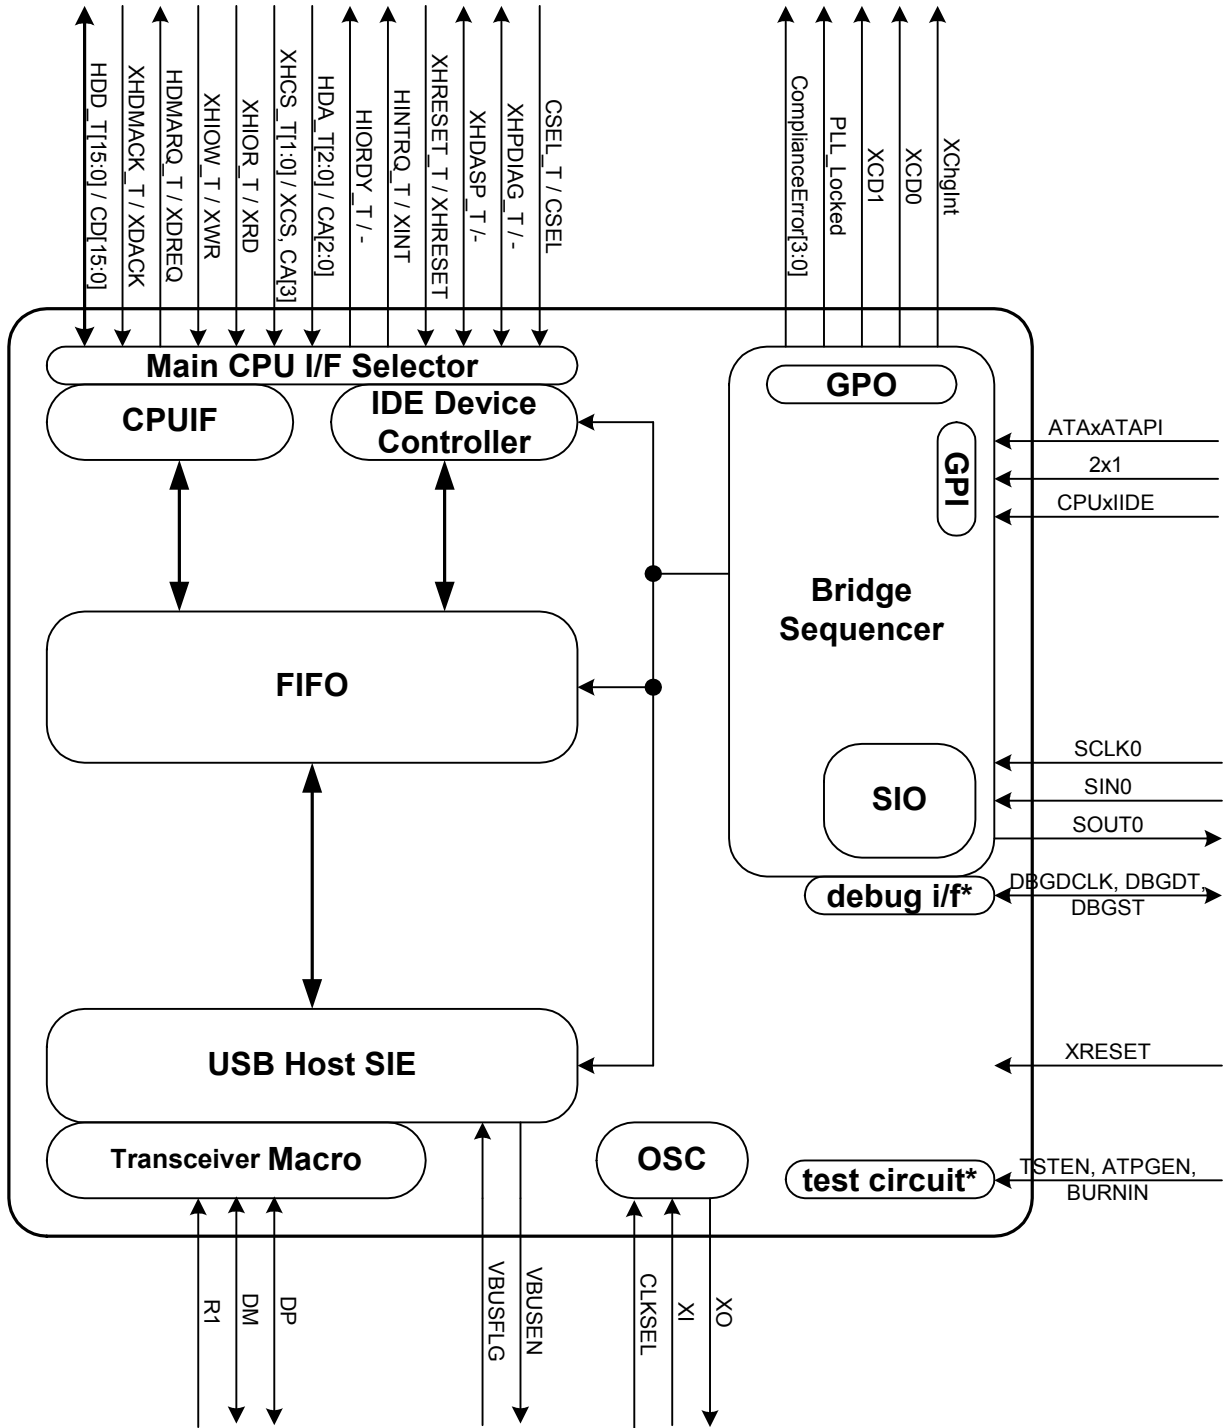 HDD_T[15:0] / CD[15:0]
XHDMACK_T / XDACK
HDMARQ_T / XDREQ
XHIOW_T / XWR
XHIOR_T / XRD
XHCS_T[1:0] / XCS, CA[3]
HDA_T[2:0] / CA[2:0]
HIORDY_T / -
HINTRQ_T / XINT
XHRESET_T / XHRESET
XHDASP_T /-
XHPDIAG_T / -
CSEL_T / CSEL
ComplianceError[3:0]
PLL_Locked
XCD1
XCD0
XChgInt
Main CPU I/F Selector
CPUIF
IDE Device
Controller
GPO
GPI
ATAxATAPI
2x1
CPUxIIDE
Bridge
Sequencer
FIFO
SIO
SCLK0
SIN0
SOUT0
debug i/f*
DBGDCLK, DBGDT,
DBGST
USB Host SIE
XRESET
Transceiver Macro
OSC
test circuit*
TSTEN, ATPGEN,
BURNIN
R1
DM
DP
VBUSFLG
VBUSEN
CLKSEL
XI
XO